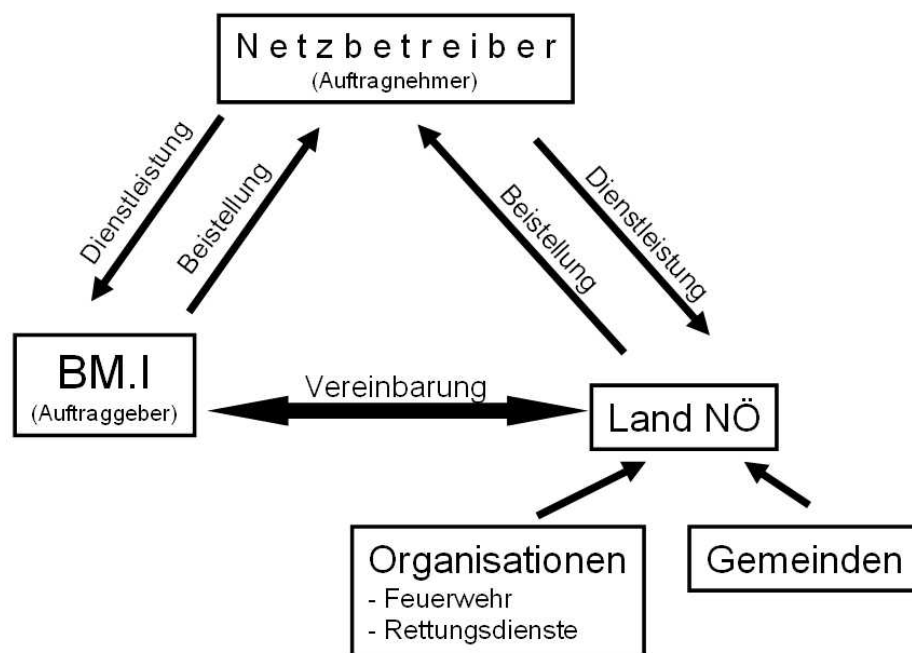 Netzbetreiber
(Auftragnehmer)
Dienstleistung
Beistellung
Beistellung
Dienstleistung
BM.I
(Auftraggeber)
Vereinbarung
Land NÖ
Organisationen
- Feuerwehr
- Rettungsdienste
Gemeinden